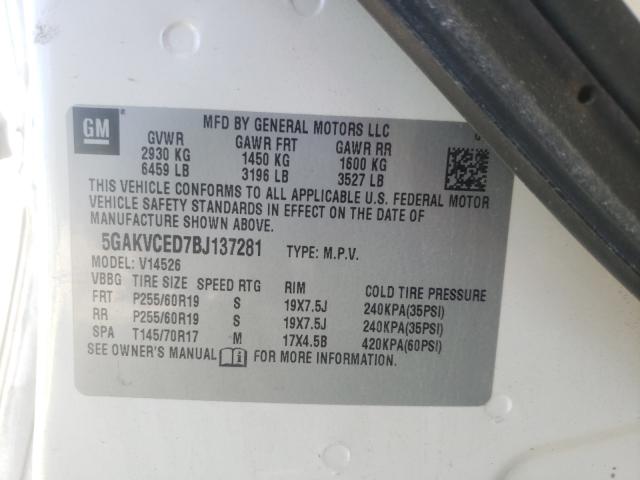 GM
MFD BY GENERAL MOTORS LLC
GVWR GAWR FRT GAWR RR
2930 KG 1450 KG 1600 KG
6459 LB 3196 LB 3527 LB
THIS VEHICLE CONFORMS TO ALL APPLICABLE U.S. FEDERAL MOTOR
VEHICLE SAFETY STANDARDS IN EFFECT ON THE DATE OF
MANUFACTURE SHOWN ABOVE.
5GAKVCED7BJ137281 TYPE: M.P.V.
MODEL: V14526
VBBG TIRE SIZE SPEED RTG RIM COLD TIRE PRESSURE
FRT P255/60R19 S 19X7.5J 240KPA(35PSI)
RR P255/60R19 S 19X7.5J 240KPA(35PSI)
SPA T145/70R17 M 17X4.5B 420KPA(60PSI)
SEE OWNER'S MANUAL FOR MORE INFORMATION.